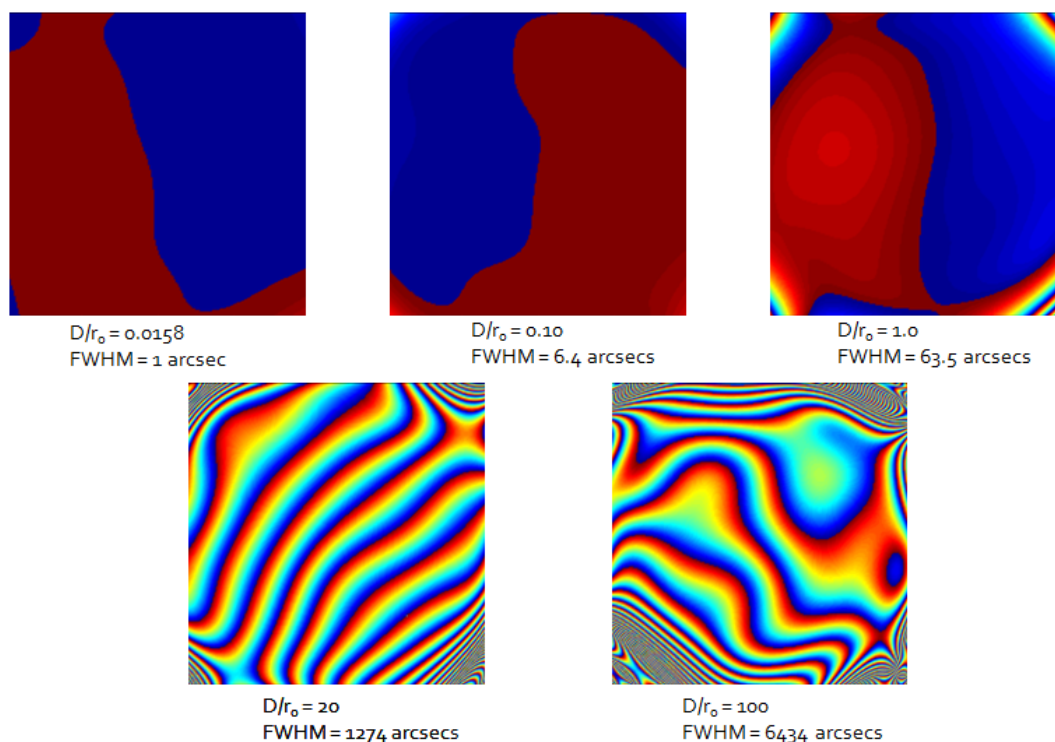 D/r₀ = 0.0158
FWHM = 1 arcsec
D/r₀ = 0.10
FWHM = 6.4 arcsecs
D/r₀ = 1.0
FWHM = 63.5 arcsecs
D/r₀ = 20
FWHM = 1274 arcsecs
D/r₀ = 100
FWHM = 6434 arcsecs